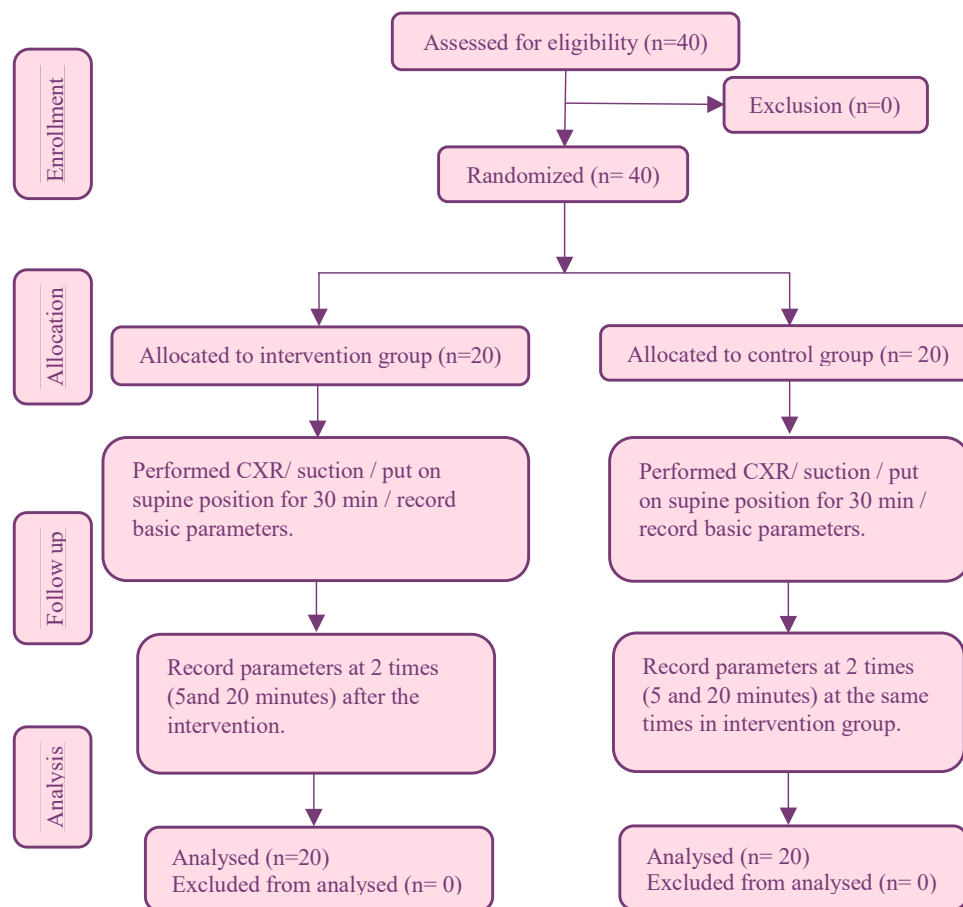 Enrollment
Assessed for eligibility (n=40)
Exclusion (n=0)
Randomized (n= 40)
Allocation
Allocated to intervention group (n=20)
Allocated to control group (n= 20)
Follow up
Performed CXR/ suction / put on
supine position for 30 min / record
basic parameters.
Performed CXR/ suction / put
on supine position for 30 min /
record basic parameters.
Record parameters at 2 times
(5and 20 minutes) after the
intervention.
Record parameters at 2 times
(5 and 20 minutes) at the same
times in intervention group.
Analysis
Analysed (n=20)
Excluded from analysed (n= 0)
Analysed (n= 20)
Excluded from analysed (n= 0)